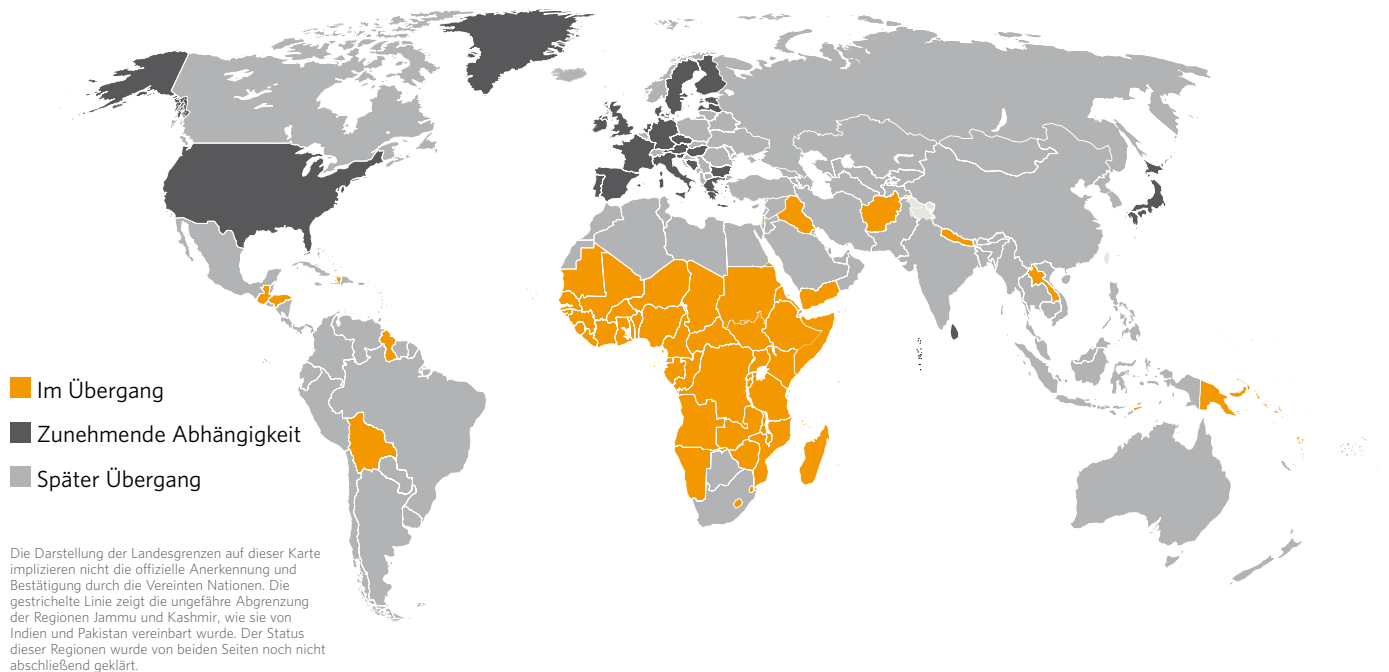 Im Übergang
Zunehmende Abhängigkeit
Später Übergang
Die Darstellung der Landesgrenzen auf dieser Karte
implizieren nicht die offizielle Anerkennung und
Bestätigung durch die Vereinten Nationen. Die
gestrichelte Linie zeigt die ungefähre Abgrenzung
der Regionen Jammu und Kashmir, wie sie von
Indien und Pakistan vereinbart wurde. Der Status
dieser Regionen wurde von beiden Seiten noch nicht
abschließend geklärt.